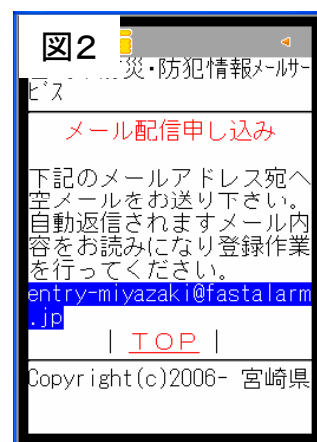 図2
災・防犯情報メールサー
ビス
メール配信申し込み
下記のメールアドレス宛へ
空メールをお送り下さい。
自動返信されますメール内
容をお読みになり登録作業
を行ってください。
entry-miyazaki@fastalarm
.jp
| TOP |
Copyright(c)2006- 宮崎県